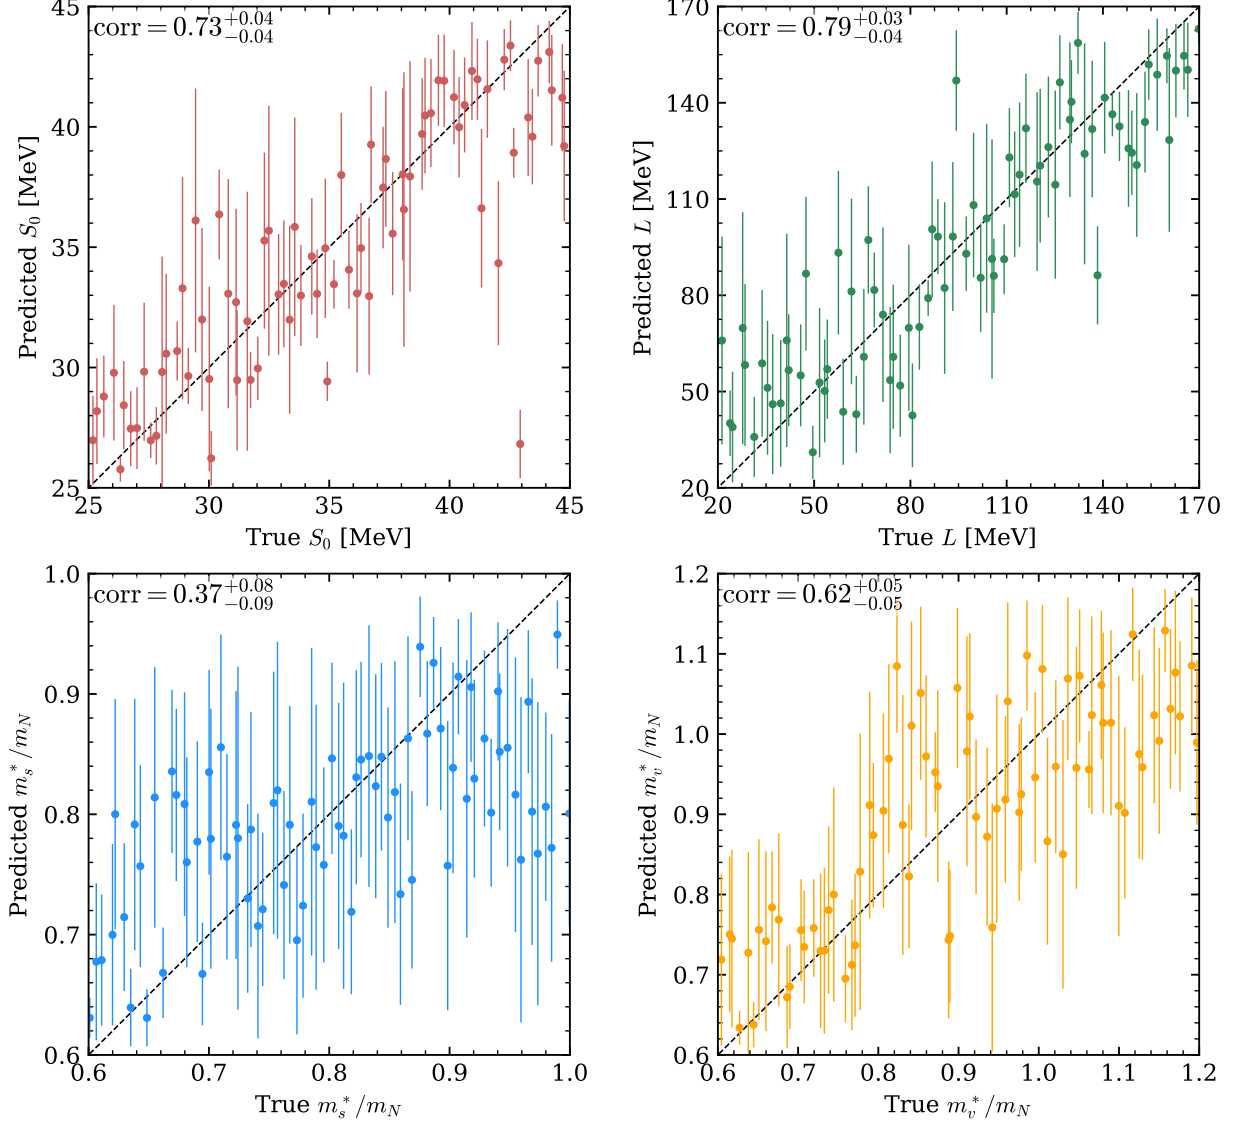 corr = 0.73 +0.04 −0.04
45
40
35
30
25
Predicted S₀ [MeV]
25 30 35 40 45
True S₀ [MeV]
corr = 0.79 +0.03 −0.04
170
140
110
80
50
20
Predicted L [MeV]
20 50 80 110 140 170
True L [MeV]
corr = 0.37 +0.08 −0.09
1.0
0.9
0.8
0.7
0.6
Predicted m*ₛ/m_N
0.6 0.7 0.8 0.9 1.0
True m*ₛ/m_N
corr = 0.62 +0.05 −0.05
1.2
1.1
1.0
0.9
0.8
0.7
0.6
Predicted m*ᵥ/m_N
0.6 0.7 0.8 0.9 1.0 1.1 1.2
True m*ᵥ/m_N